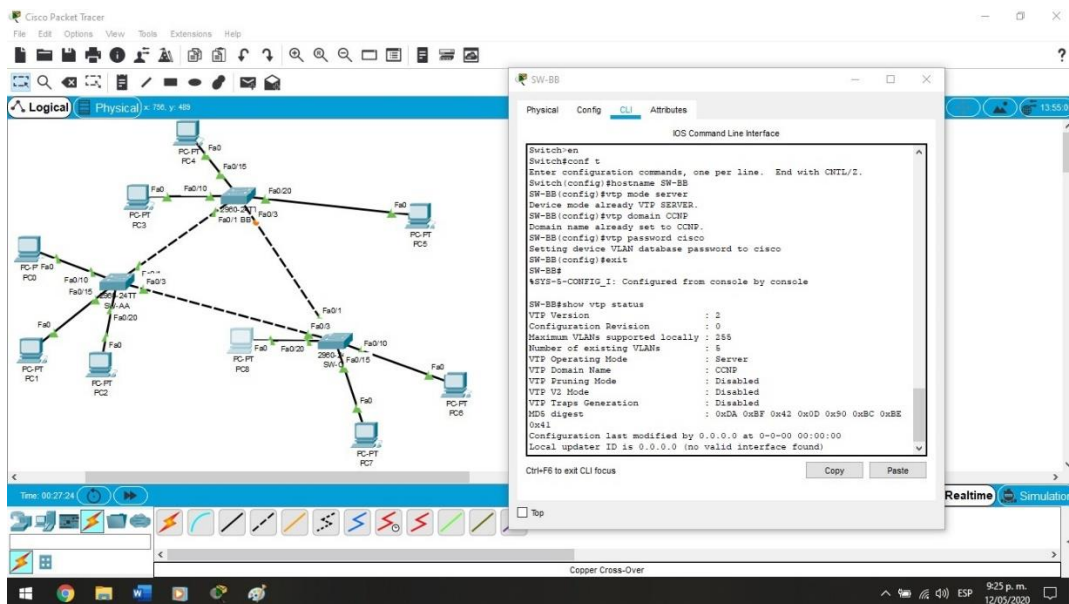 Cisco Packet Tracer
File Edit Options View Tools Extensions Help
?
Logical
Physical
x: 756, y: 489
13:55:0
PC-PT
PC4
Fa0
Fa0/15
Fa0
Fa0/10
Fa0/20
PC-PT
PC3
Fa0/1
BB
Fa0/3
Fa0
PC-PT
PC5
Fa0
PC0
Fa0/10
Fa0/3
Fa0/15
SW-AA
Fa0/20
Fa0
PC-PT
PC1
Fa0
PC-PT
PC2
Fa0/1
Fa0/3
Fa0/10
PC-PT
PC8
Fa0
Fa0/20
Fa0/15
Fa0
PC-PT
PC6
Fa0
PC-PT
PC7
SW-BB
Physical Config CLI Attributes
IOS Command Line Interface
Switch>en
Switch#conf t
Enter configuration commands, one per line. End with CNTL/Z.
Switch(config)#hostname SW-BB
SW-BB(config)#vtp mode server
Device mode already VTP SERVER.
SW-BB(config)#vtp domain CCNP
Domain name already set to CCNP.
SW-BB(config)#vtp password cisco
Setting device VLAN database password to cisco
SW-BB(config)#exit
SW-BB#
%SYS-5-CONFIG_I: Configured from console by console
SW-BB#show vtp status
VTP Version : 2
Configuration Revision : 0
Maximum VLANs supported locally : 255
Number of existing VLANs : 5
VTP Operating Mode : Server
VTP Domain Name : CCNP
VTP Pruning Mode : Disabled
VTP V2 Mode : Disabled
VTP Traps Generation : Disabled
MD5 digest : 0xDA 0xBF 0x42 0x0D 0x90 0xBC 0xBE
0x41
Configuration last modified by 0.0.0.0 at 0-0-00 00:00:00
Local updater ID is 0.0.0.0 (no valid interface found)
Ctrl+F6 to exit CLI focus
Copy
Paste
Top
Time: 00:27:24
Realtime
Simulation
Copper Cross-Over
ESP
9:25 p. m.
12/05/2020